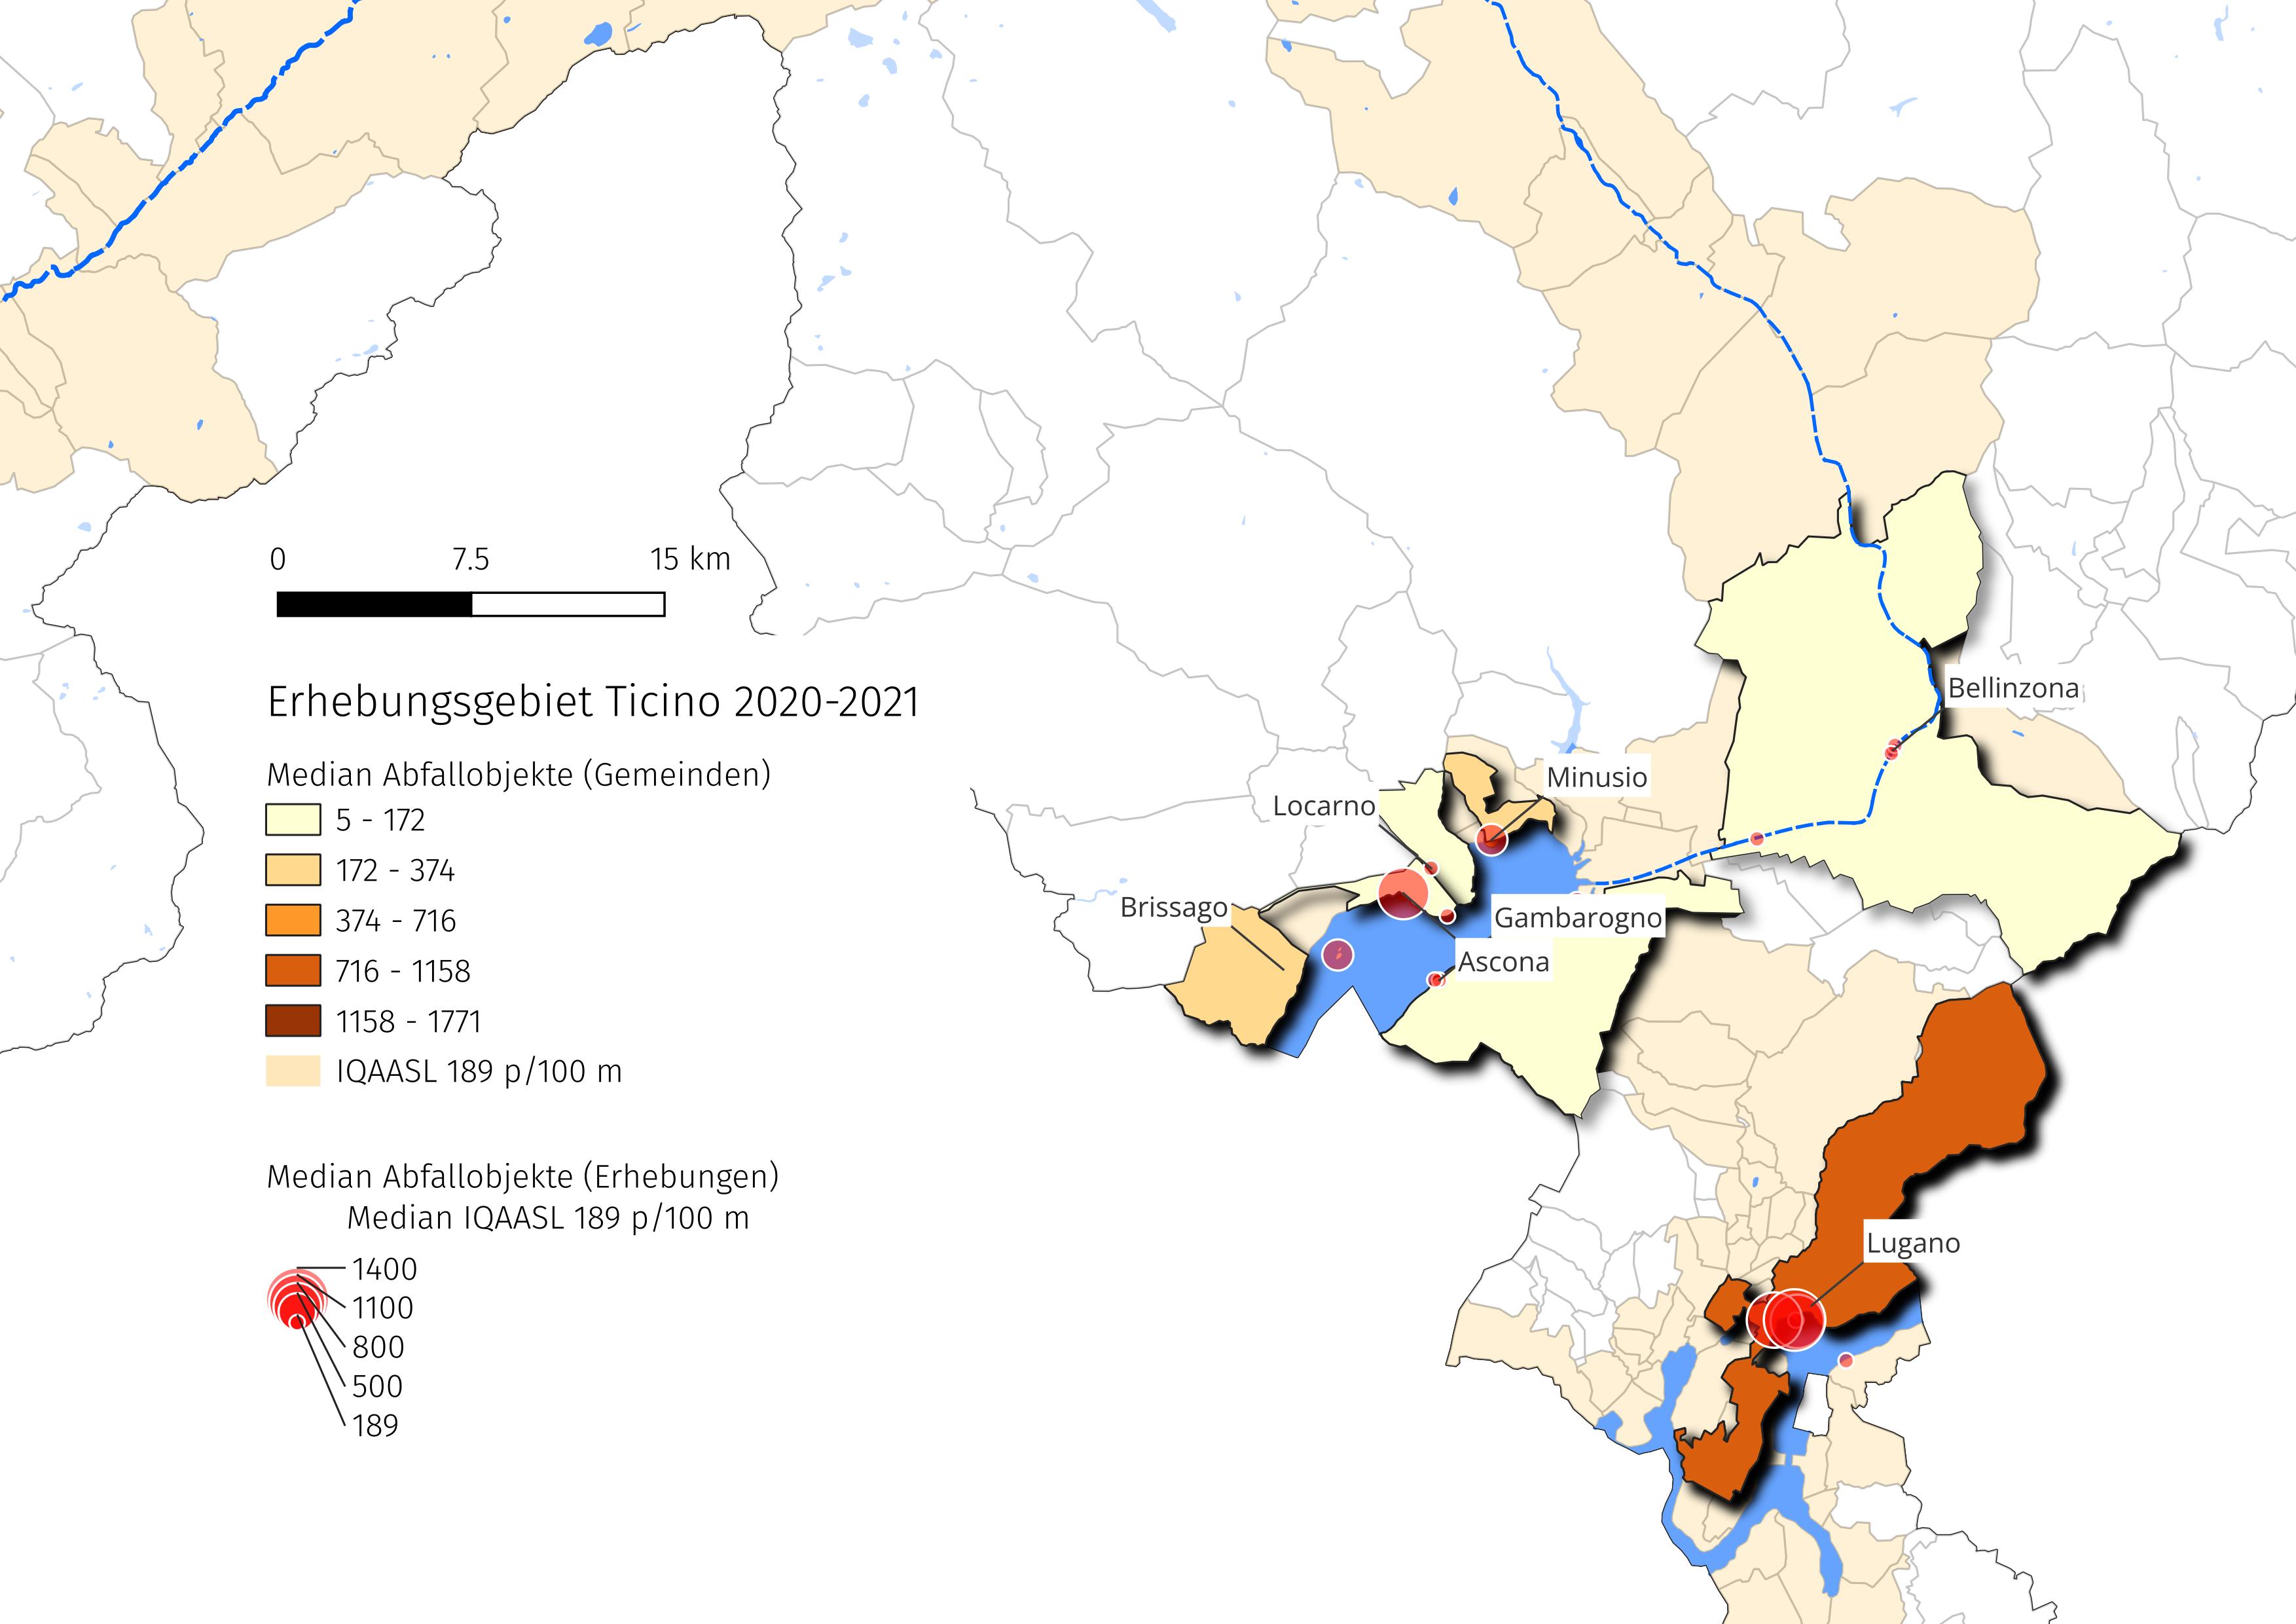 0 7.5 15 km
Erhebungsgebiet Ticino 2020-2021
Median Abfallobjekte (Gemeinden)
5 - 172
172 - 374
374 - 716
716 - 1158
1158 - 1771
IQAASL 189 p/100 m
Median Abfallobjekte (Erhebungen)
Median IQAASL 189 p/100 m
1400
1100
800
500
189
Bellinzona
Minusio
Locarno
Brissago
Gambarogno
Ascona
Lugano